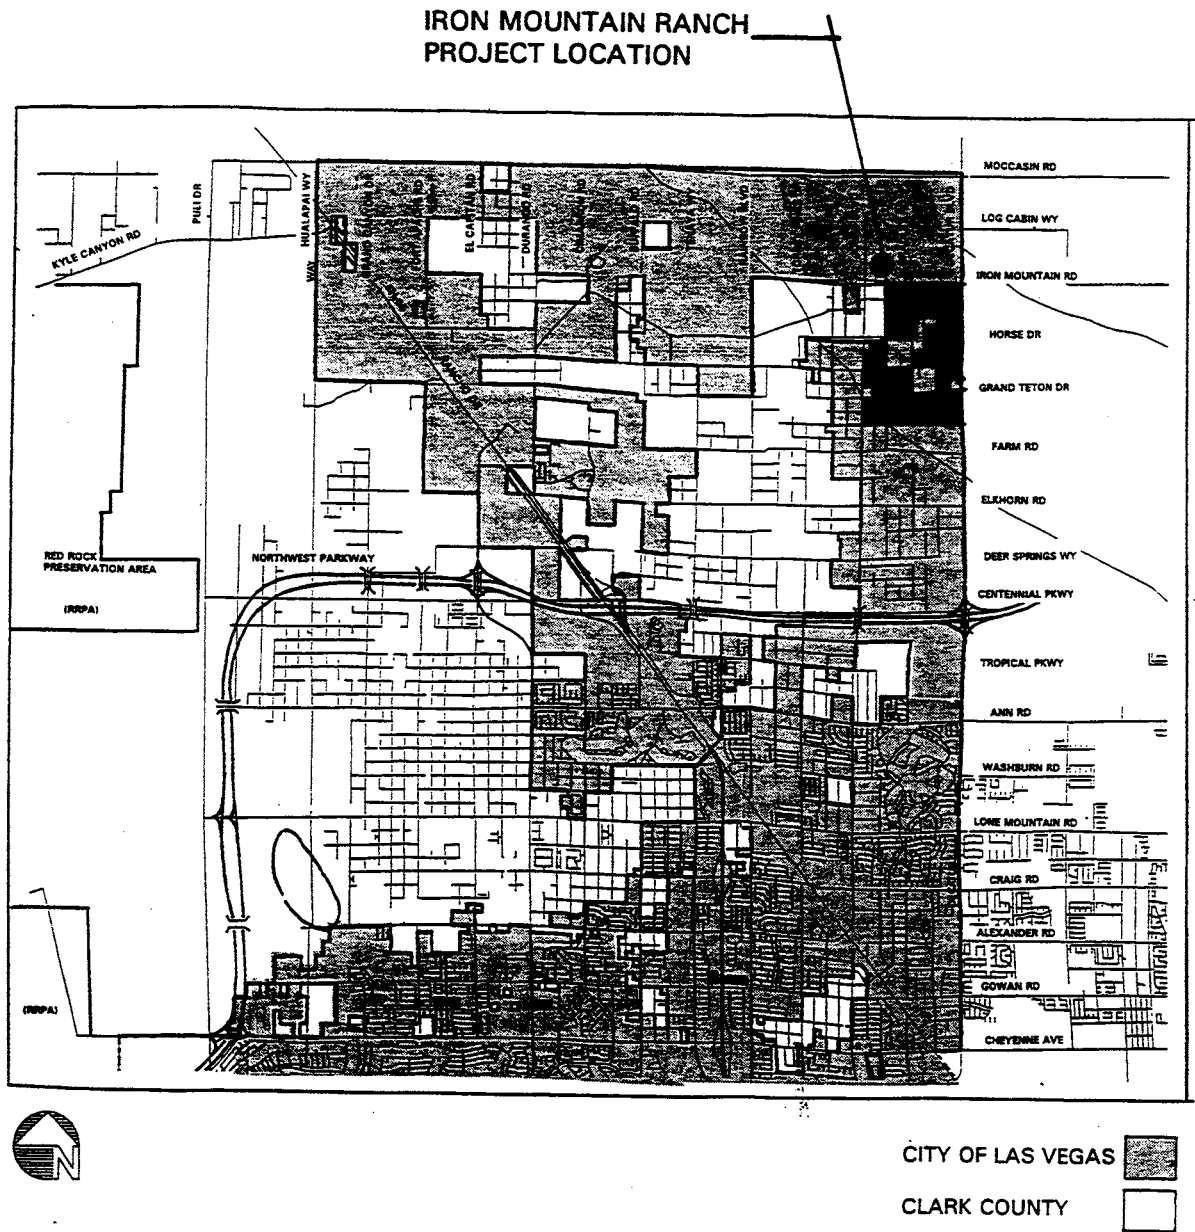 IRON MOUNTAIN RANCH
PROJECT LOCATION
MOCCASIN RD
PULI DR
HUALAPAI WY
EL CAPITAN RD
LOG CABIN WY
KYLE CANYON RD
WAY
IRON MOUNTAIN RD
HORSE DR
GRAND TETON DR
FARM RD
ELKHORN RD
RED ROCK
PRESERVATION AREA
(RRPA)
NORTHWEST PARKWAY
DEER SPRINGS WY
CENTENNIAL PKWY
TROPICAL PKWY
ANN RD
WASHBURN RD
LONE MOUNTAIN RD
CRAIG RD
ALEXANDER RD
GOWAN RD
(RRPA)
CHEYENNE AVE
N
CITY OF LAS VEGAS
CLARK COUNTY